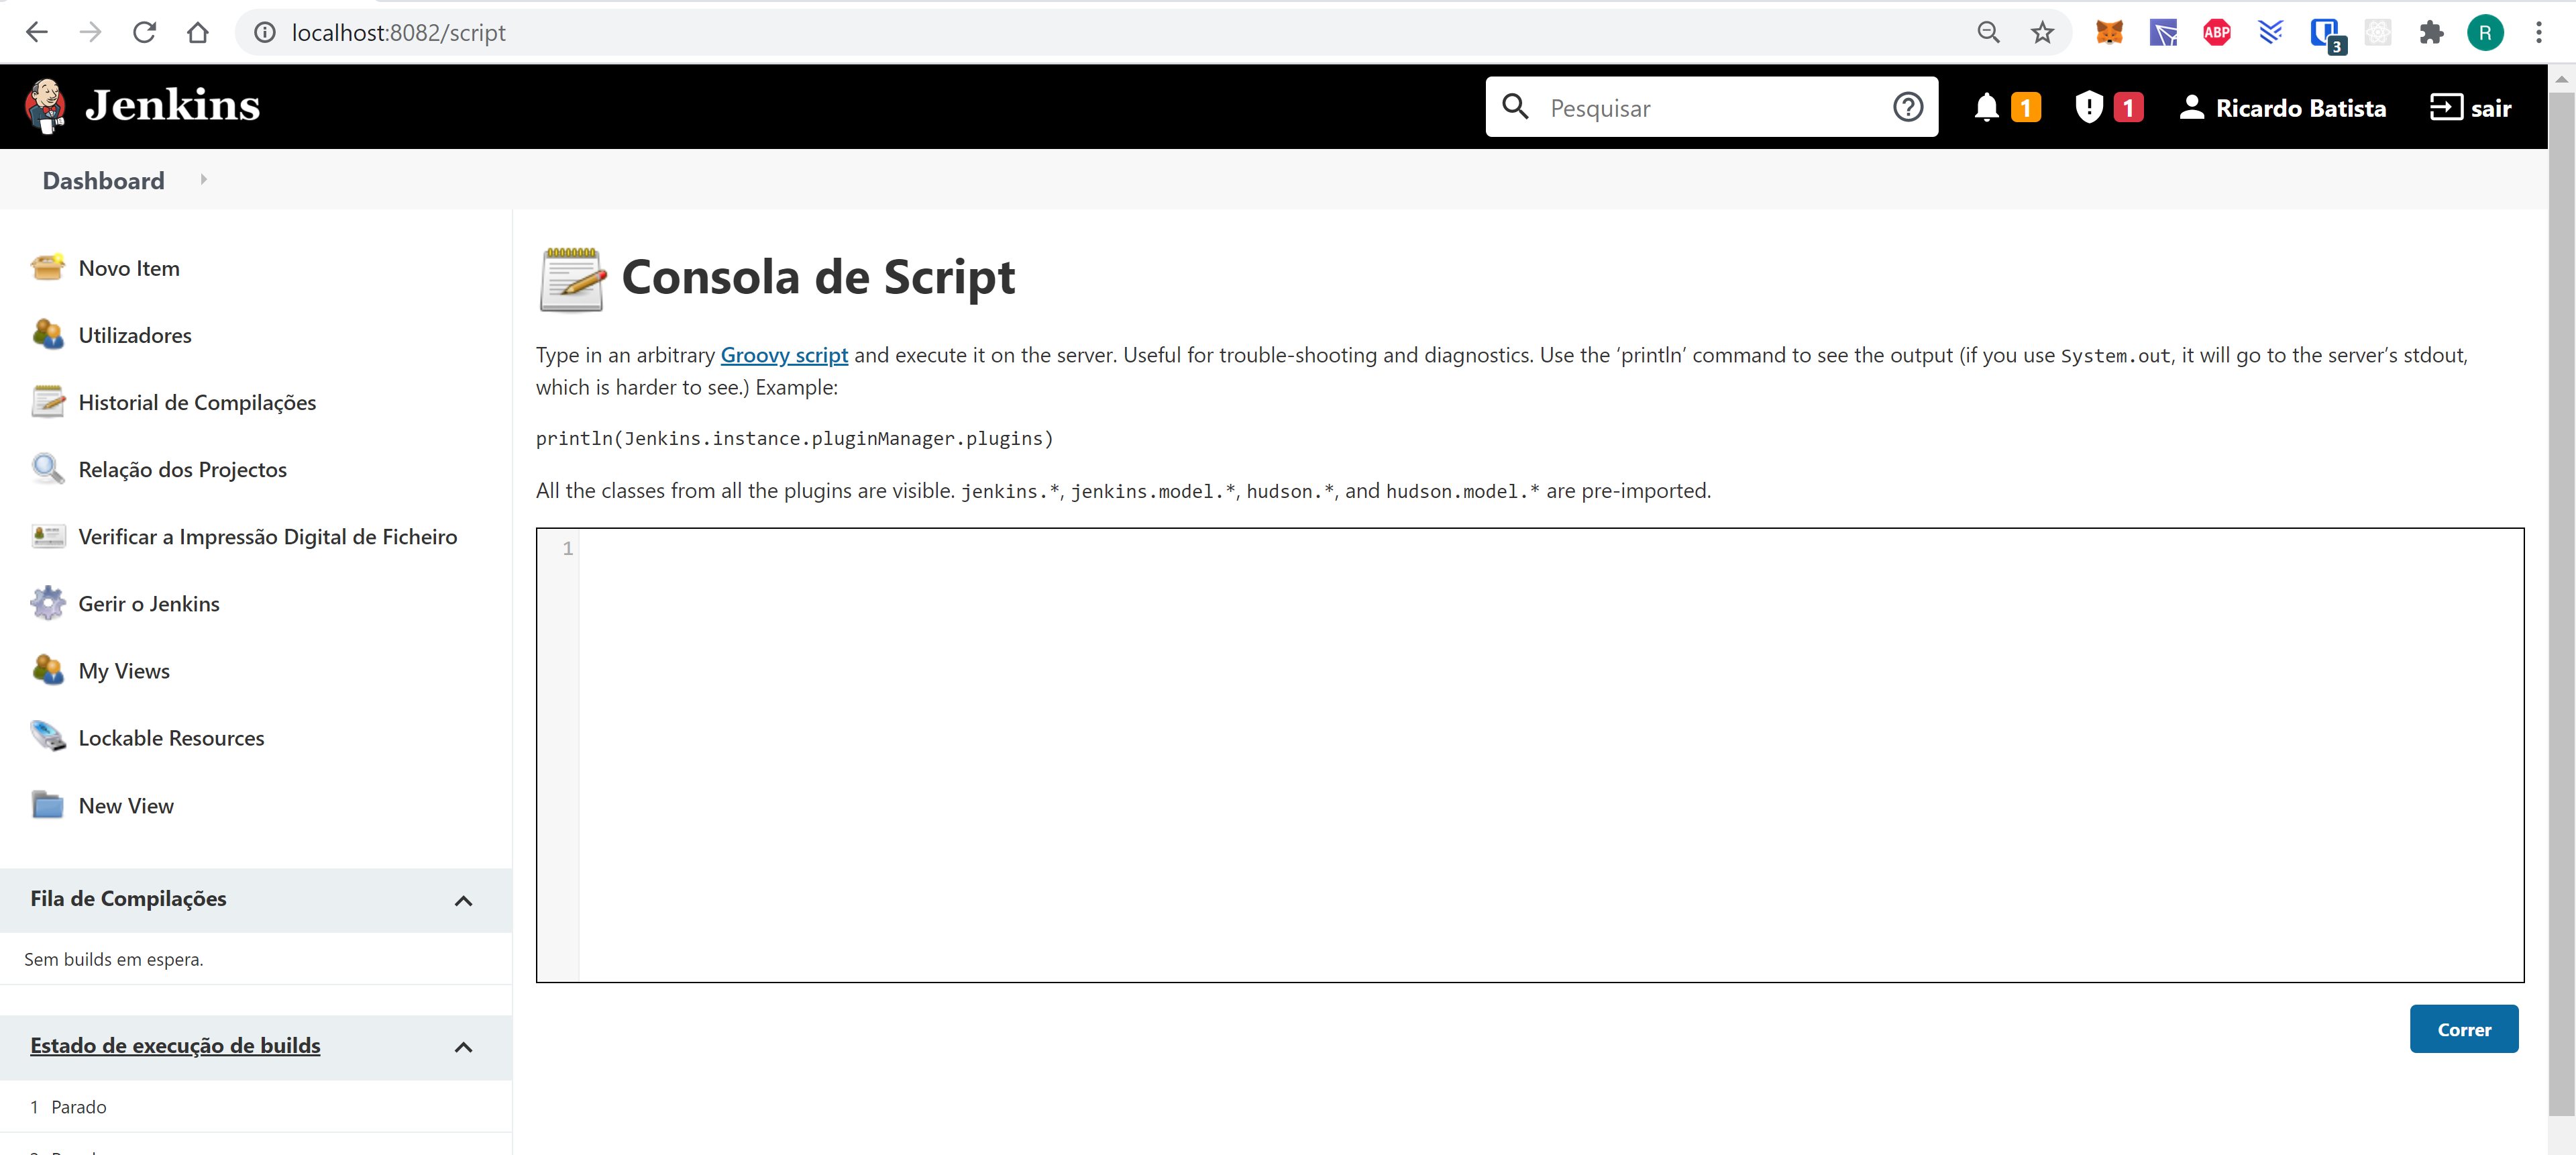 localhost:8082/script
ABP
3
R
Jenkins
Pesquisar
1
1
Ricardo Batista
sair
Dashboard
Novo Item
Utilizadores
Historial de Compilações
Relação dos Projectos
Verificar a Impressão Digital de Ficheiro
Gerir o Jenkins
My Views
Lockable Resources
New View
Fila de Compilações
Sem builds em espera.
Estado de execução de builds
1 Parado
Consola de Script
Type in an arbitrary Groovy script and execute it on the server. Useful for trouble-shooting and diagnostics. Use the ‘println’ command to see the output (if you use System.out, it will go to the server’s stdout,
which is harder to see.) Example:
println(Jenkins.instance.pluginManager.plugins)
All the classes from all the plugins are visible. jenkins.*, jenkins.model.*, hudson.*, and hudson.model.* are pre-imported.
1
Correr